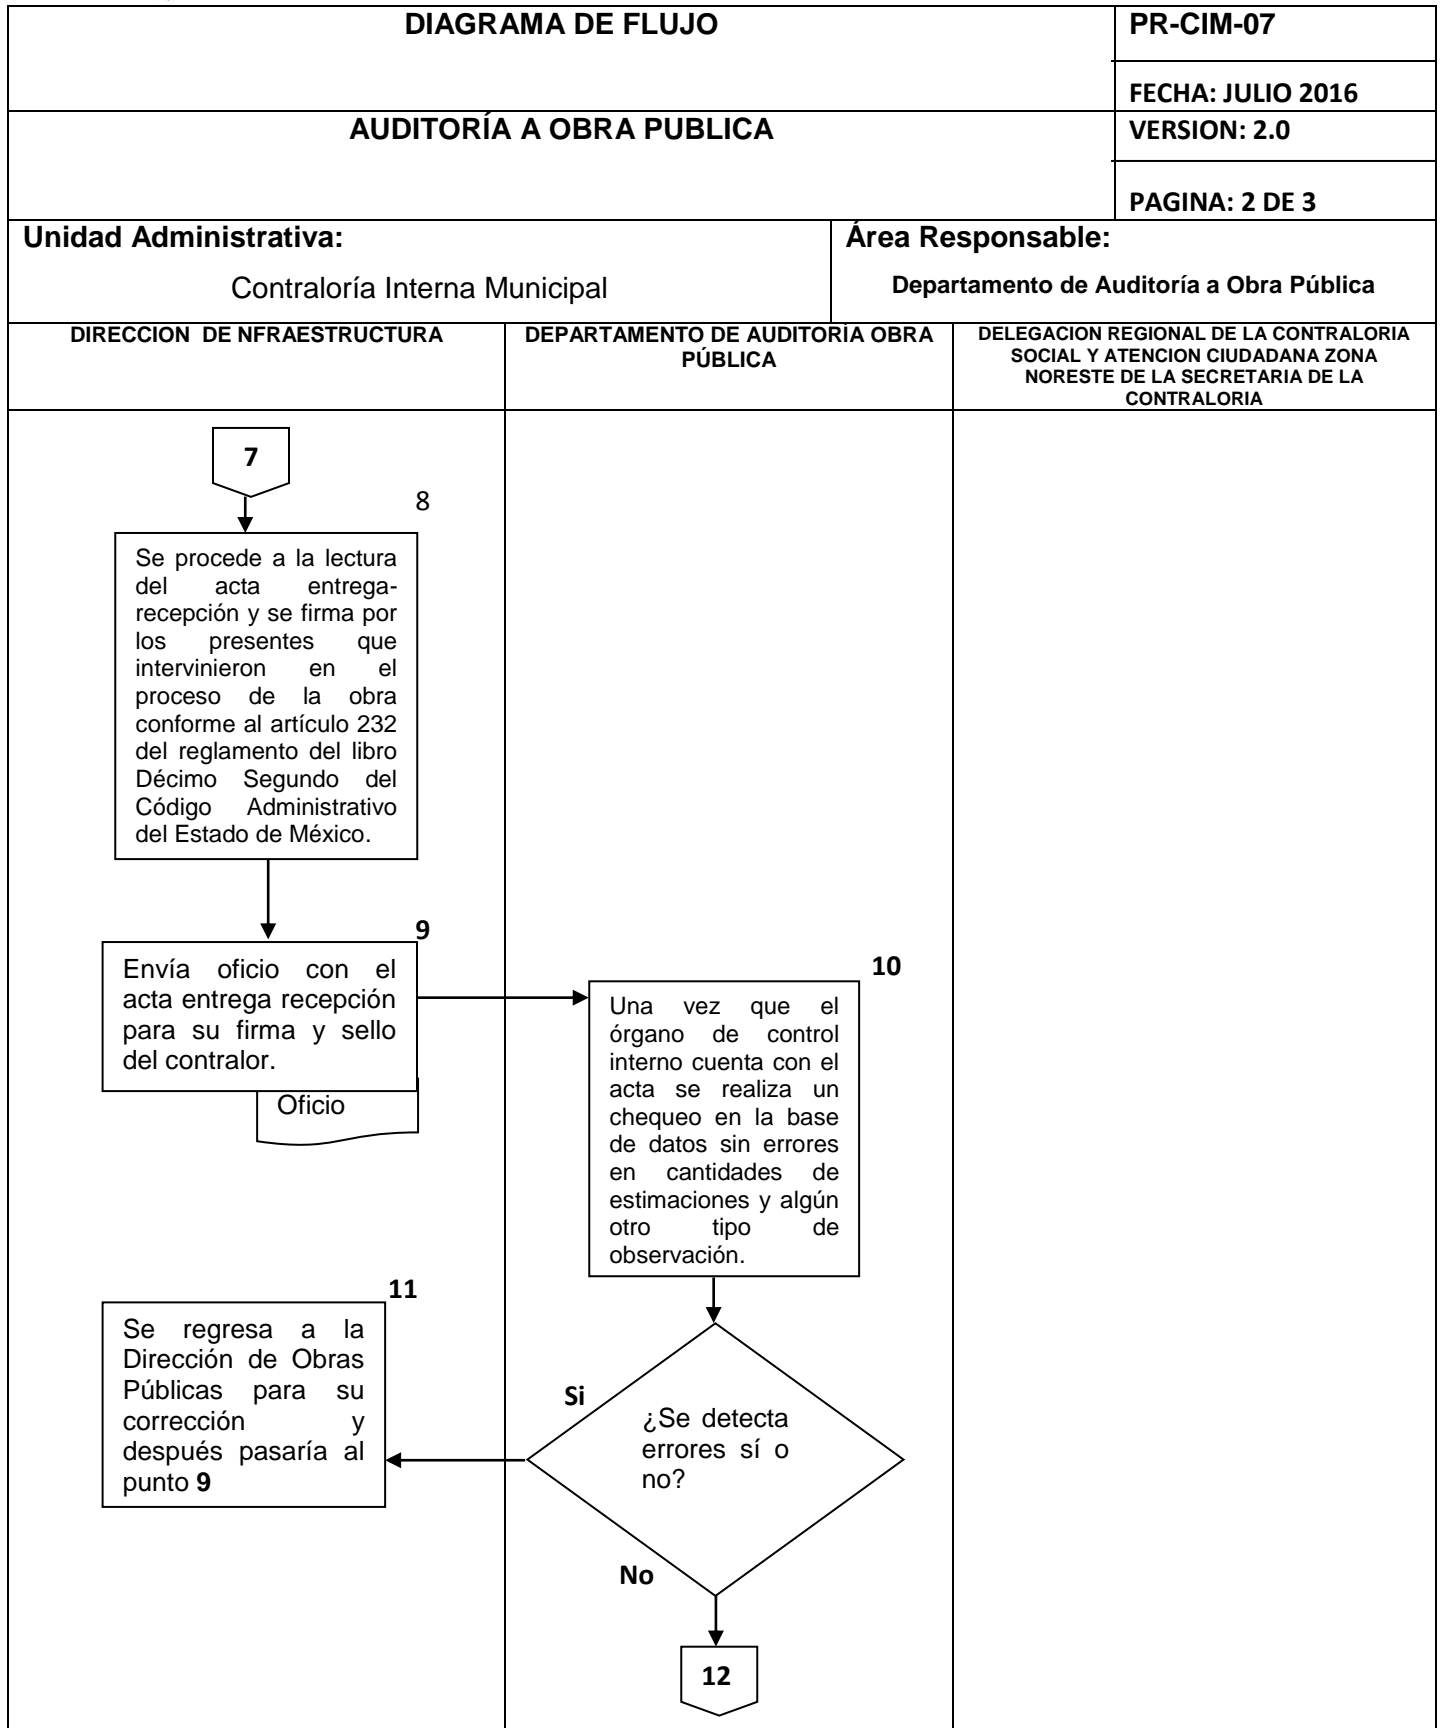 DIAGRAMA DE FLUJO
PR-CIM-07
FECHA: JULIO 2016
AUDITORÍA A OBRA PUBLICA
VERSION: 2.0
PAGINA: 2 DE 3
Unidad Administrativa:
Contraloría Interna Municipal
Área Responsable:
Departamento de Auditoría a Obra Pública
DIRECCION DE NFRAESTRUCTURA
DEPARTAMENTO DE AUDITORÍA OBRA
PÚBLICA
DELEGACION REGIONAL DE LA CONTRALORIA
SOCIAL Y ATENCION CIUDADANA ZONA
NORESTE DE LA SECRETARIA DE LA
CONTRALORIA
7
8
Se procede a la lectura
del acta entrega-
recepción y se firma por
los presentes que
intervinieron en el
proceso de la obra
conforme al artículo 232
del reglamento del libro
Décimo Segundo del
Código Administrativo
del Estado de México.
9
Envía oficio con el
acta entrega recepción
para su firma y sello
del contralor.
Oficio
10
Una vez que el
órgano de control
interno cuenta con el
acta se realiza un
chequeo en la base
de datos sin errores
en cantidades de
estimaciones y algún
otro tipo de
observación.
11
Se regresa a la
Dirección de Obras
Públicas para su
corrección y
después pasaría al
punto 9
Si
¿Se detecta
errores sí o
no?
No
12